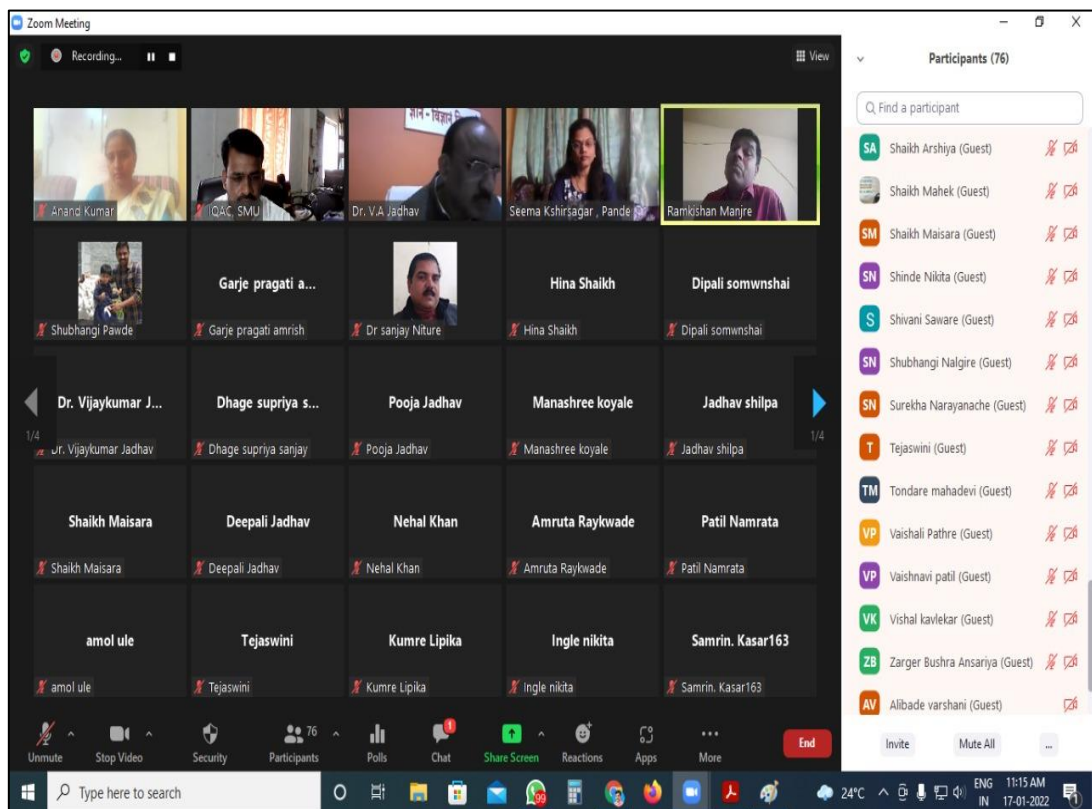 Zoom Meeting
Recording...
View
Participants (76)
Find a participant
ज्ञान - विज्ञान
Anand Kumar
IQAC, SMU
Dr. V.A Jadhav
Seema Kshirsagar , Pande
Ramkishan Manjre
Garje pragati a...
Hina Shaikh
Dipali somwnshai
Shubhangi Pawde
Garje pragati amrish
Dr sanjay Niture
Hina Shaikh
Dipali somwnshai
Dr. Vijaykumar J...
Dhage supriya s...
Pooja Jadhav
Manashree koyale
Jadhav shilpa
1/4
1/4
Dr. Vijaykumar Jadhav
Dhage supriya sanjay
Pooja Jadhav
Manashree koyale
Jadhav shilpa
Shaikh Maisara
Deepali Jadhav
Nehal Khan
Amruta Raykwade
Patil Namrata
Shaikh Maisara
Deepali Jadhav
Nehal Khan
Amruta Raykwade
Patil Namrata
amol ule
Tejaswini
Kumre Lipika
Ingle nikita
Samrin. Kasar163
amol ule
Tejaswini
Kumre Lipika
Ingle nikita
Samrin. Kasar163
SA Shaikh Arshiya (Guest)
Shaikh Mahek (Guest)
SM Shaikh Maisara (Guest)
SN Shinde Nikita (Guest)
S Shivani Saware (Guest)
SN Shubhangi Nalgire (Guest)
SN Surekha Narayanache (Guest)
T Tejaswini (Guest)
TM Tondare mahadevi (Guest)
VP Vaishali Pathre (Guest)
VP Vaishnavi patil (Guest)
VK Vishal kavlekar (Guest)
ZB Zarger Bushra Ansariya (Guest)
AV Alibade varshani (Guest)
76
1
Unmute Stop Video Security Participants Polls Chat Share Screen Reactions Apps More End
Invite Mute All ...
Type here to search
99
24°C
ENG 11:15 AM
IN 17-01-2022